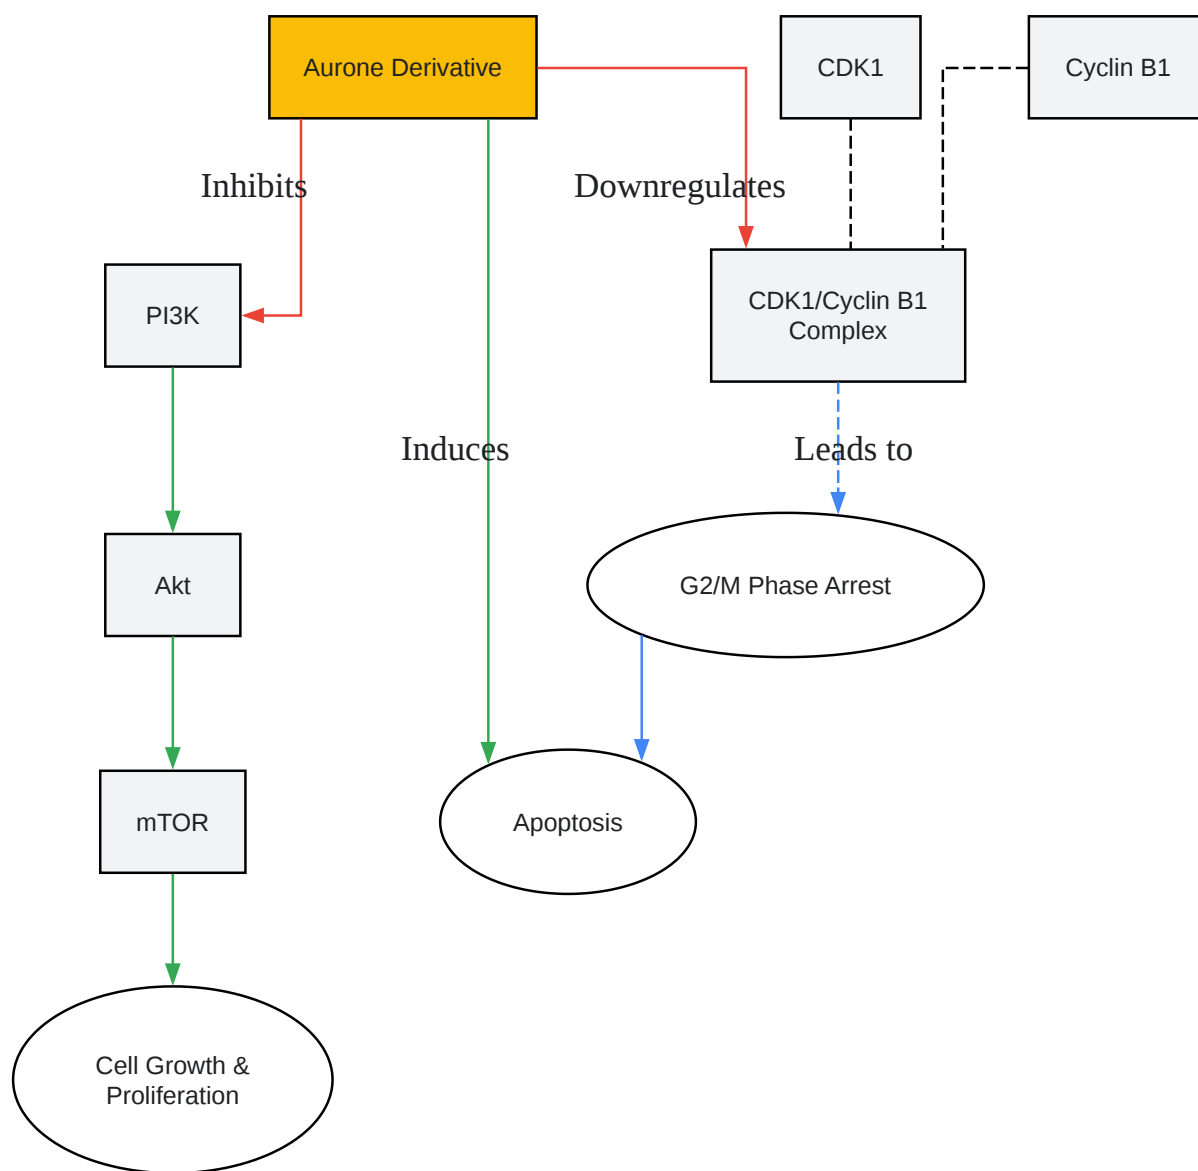 Aurone Derivative
CDK1
Cyclin B1
Inhibits
Downregulates
PI3K
CDK1/Cyclin B1
Complex
Induces
Leads to
Akt
G2/M Phase Arrest
mTOR
Apoptosis
Cell Growth &
Proliferation